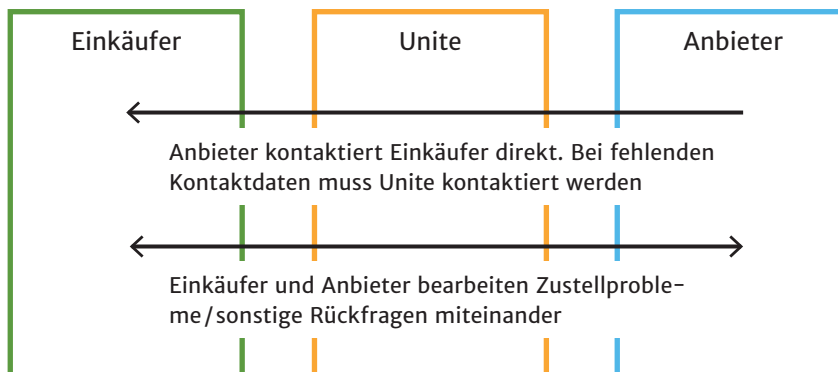 Einkäufer Unite Anbieter
Anbieter kontaktiert Einkäufer direkt. Bei fehlenden
Kontaktdaten muss Unite kontaktiert werden
Einkäufer und Anbieter bearbeiten Zustellproble-
me/sonstige Rückfragen miteinander